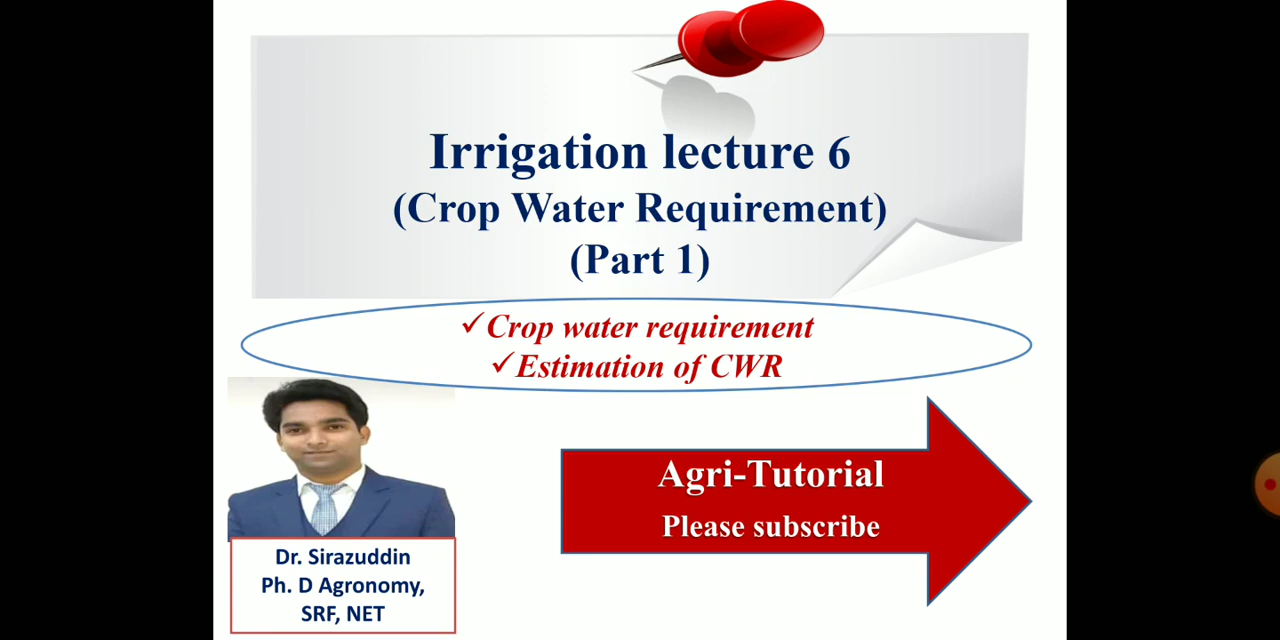 Irrigation lecture 6
(Crop Water Requirement)
(Part 1)
✓Crop water requirement
✓Estimation of CWR
Agri-Tutorial
Please subscribe
Dr. Sirazuddin
Ph. D Agronomy,
SRF, NET